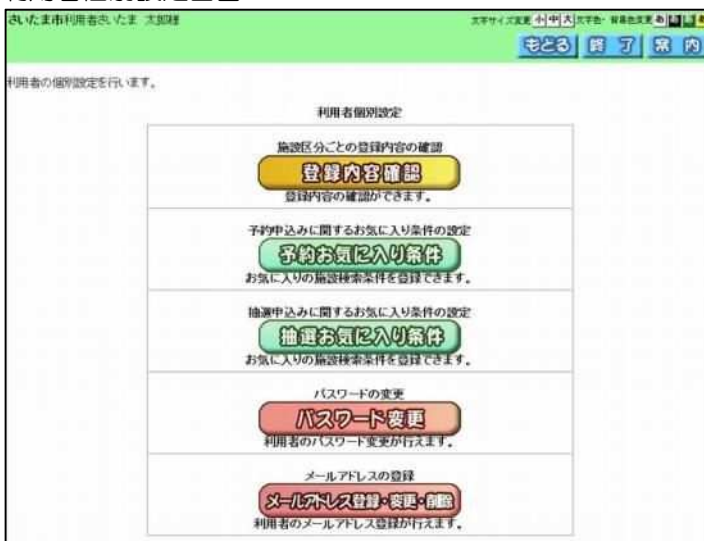 さいたま市利用者さいたま 太郎様
文字サイズ変更 小 中 大 文字色・背景色変更 あ
もどる 終了 案内
利用者の個別設定を行います。
利用者個別設定
施設区分ごとの登録内容の確認
登録内容確認
登録内容の確認ができます。
予約申込みに関するお気に入り条件の設定
予約お気に入り条件
お気に入りの施設検索条件を登録できます。
抽選申込みに関するお気に入り条件の設定
抽選お気に入り条件
お気に入りの施設検索条件を登録できます。
パスワードの変更
パスワード変更
利用者のパスワード変更が行えます。
メールアドレスの登録
メールアドレス登録・変更・削除
利用者のメールアドレス登録が行えます。